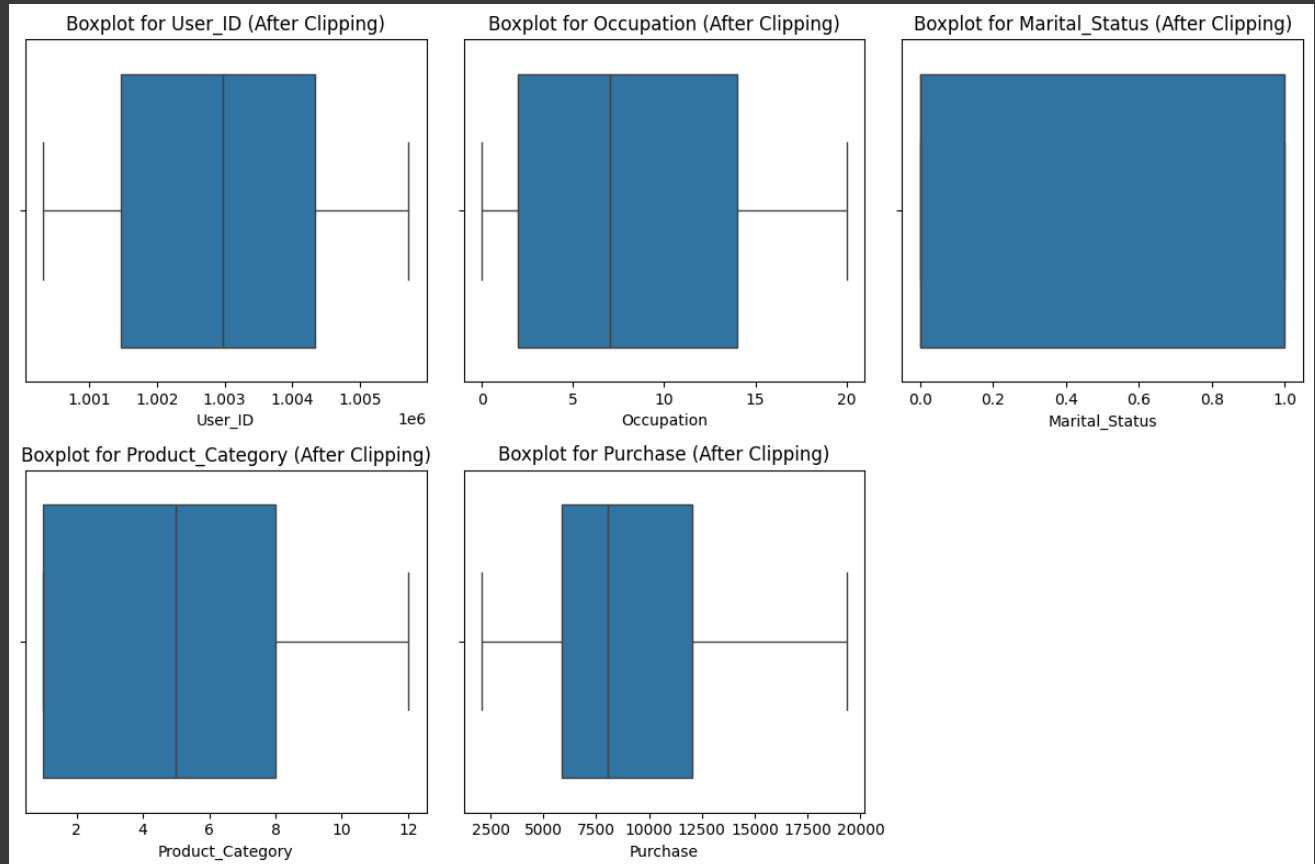 Boxplot for User_ID (After Clipping)
Boxplot for Occupation (After Clipping)
Boxplot for Marital_Status (After Clipping)
1.001 1.002 1.003 1.004 1.005
1e6
User_ID
0 5 10 15 20
Occupation
0.0 0.2 0.4 0.6 0.8 1.0
Marital_Status
Boxplot for Product_Category (After Clipping)
Boxplot for Purchase (After Clipping)
2 4 6 8 10 12
Product_Category
2500 5000 7500 10000 12500 15000 17500 20000
Purchase